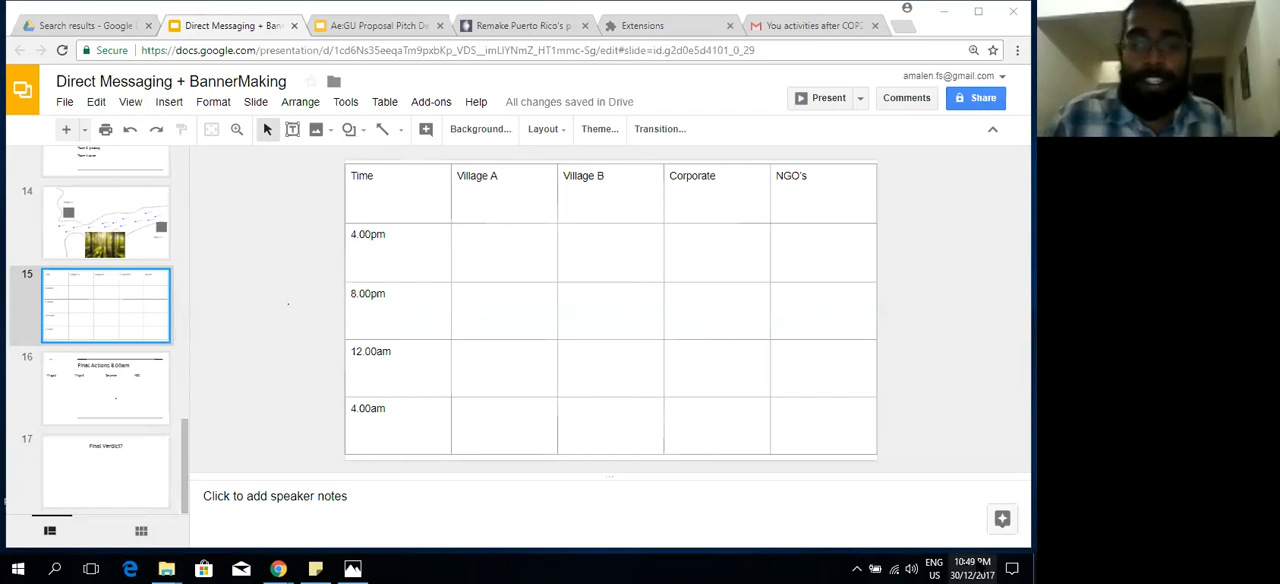 Search results - Google
Direct Messaging + Ban
Ae:GU Proposal Pitch De
Remake Puerto Rico's p
Extensions
You activities after COP2
Secure
https://docs.google.com/presentation/d/1cd6Ns35eeqaTm9pxbKp_VDS__imLlYNmZ_HT1mmc-Sg/edit#slide=id.g2d0e5d4101_0_29
Direct Messaging + BannerMaking
amalen.fs@gmail.com
File Edit View Insert Format Slide Arrange Tools Table Add-ons Help All changes saved in Drive
Present Comments Share
Background... Layout Theme... Transition...
14
15
16
17
Final Actions 8.00am
Final Verdict?
Time Village A Village B Corporate NGO's
4.00pm
8.00pm
12.00am
4.00am
Click to add speaker notes
ENG 10:49 PM
US 30/12/2017